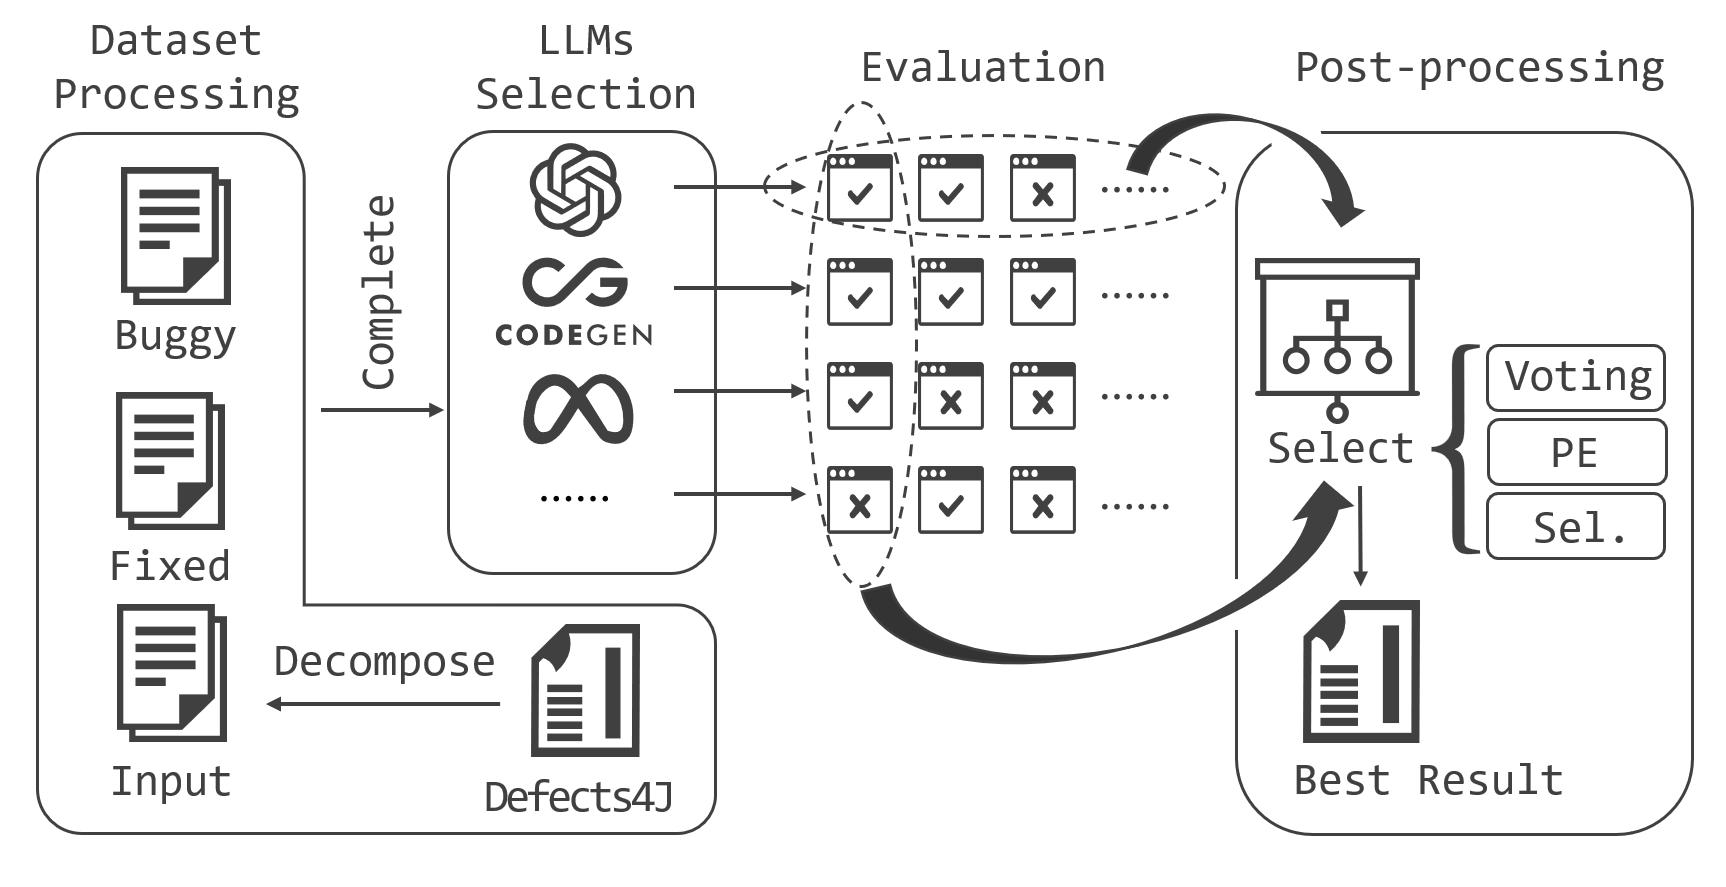 Dataset
Processing
LLMs
Selection
Evaluation
Post-processing
Buggy
Fixed
Input
Decompose
Defects4J
Complete
CODEGEN
......
......
......
......
......
Select
Voting
PE
Sel.
Best Result